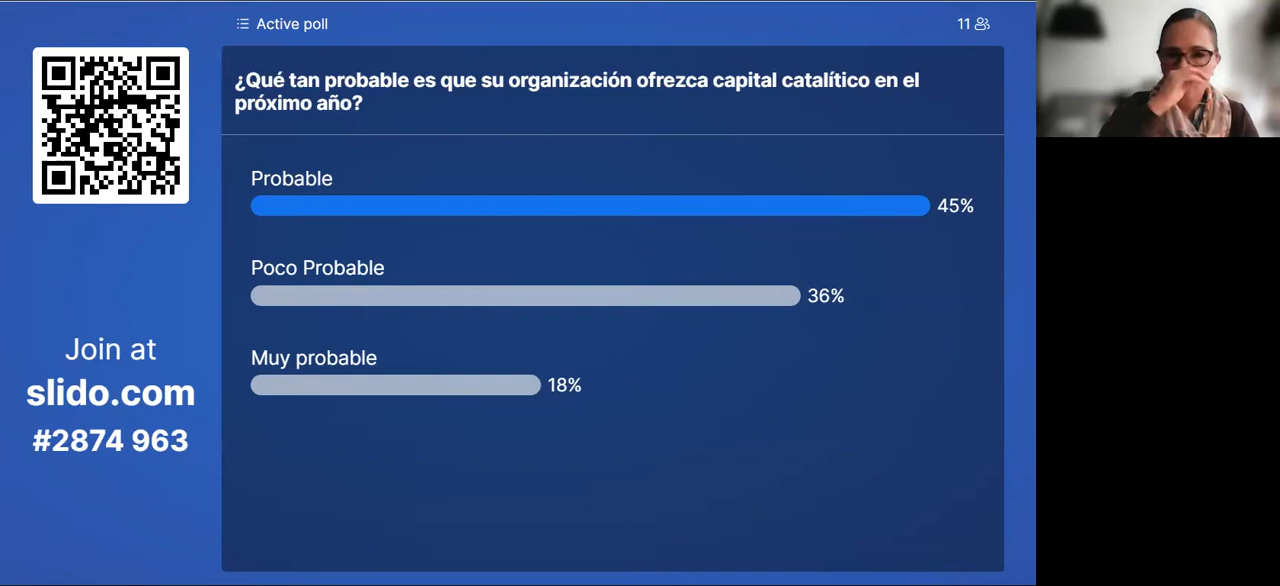 Active poll
11
¿Qué tan probable es que su organización ofrezca capital catalítico en el
próximo año?
Probable
45%
Poco Probable
36%
Muy probable
18%
Join at
slido.com
#2874 963